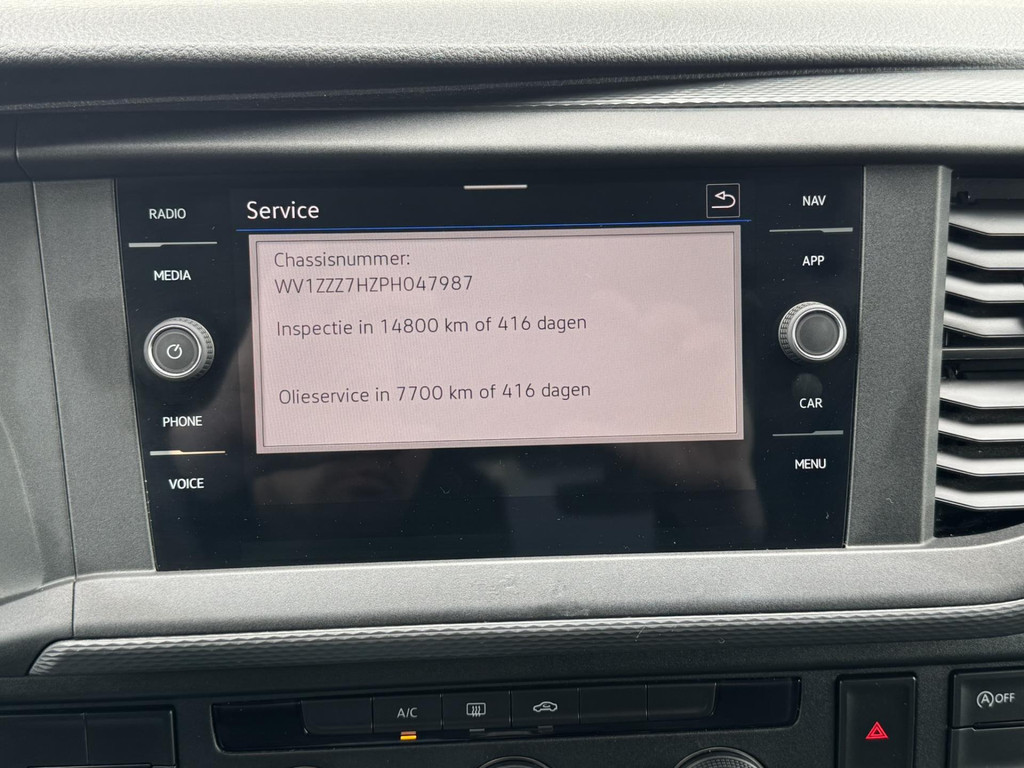 RADIO
Service
NAV
MEDIA
APP
Chassisnummer:
WV1ZZZ7HZPH047987
Inspectie in 14800 km of 416 dagen
Olieservice in 7700 km of 416 dagen
PHONE
CAR
VOICE
MENU
A/C
A OFF